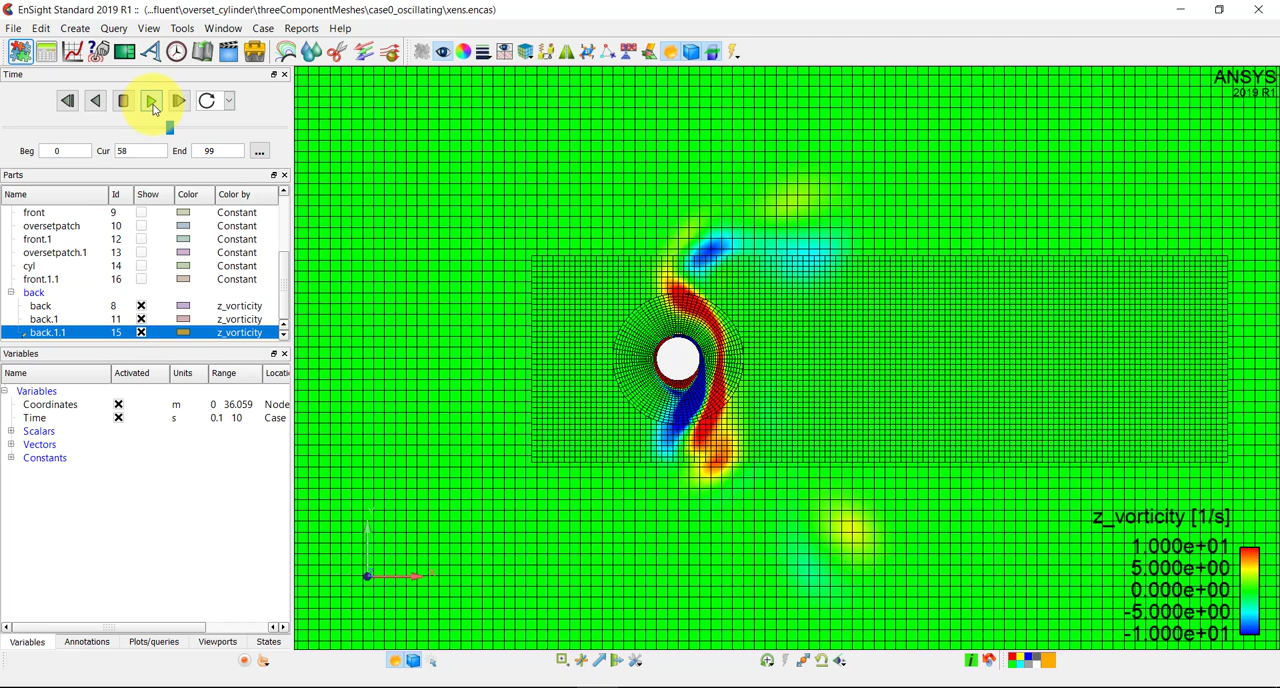 EnSight Standard 2019 R1 :: (...fluent\overset_cylinder\threeComponentMeshes\case0_oscillating\xens.encas)
File Edit Create Query View Tools Window Case Reports Help
Time
Beg 0 Cur 58 End 99 ...
Parts
Name Id Show Color Color by
front 9 Constant
oversetpatch 10 Constant
front.1 12 Constant
oversetpatch.1 13 Constant
cyl 14 Constant
front.1.1 16 Constant
back
back 8 z_vorticity
back.1 11 z_vorticity
back.1.1 15 z_vorticity
Variables
Name Activated Units Range Locati
Variables
Coordinates m 0 36.059 Node
Time s 0.1 10 Case
Scalars
Vectors
Constants
Variables Annotations Plots/queries Viewports States
ANSYS
2019 R1
z_vorticity [1/s]
1.000e+01
5.000e+00
0.000e+00
-5.000e+00
-1.000e+01